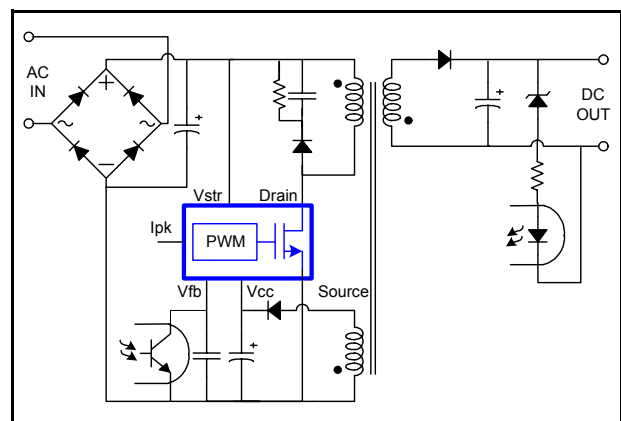 AC
IN
+
~
~
−
+
+
DC
OUT
Vstr
Drain
Ipk
PWM
Vfb
Vcc
Source
+